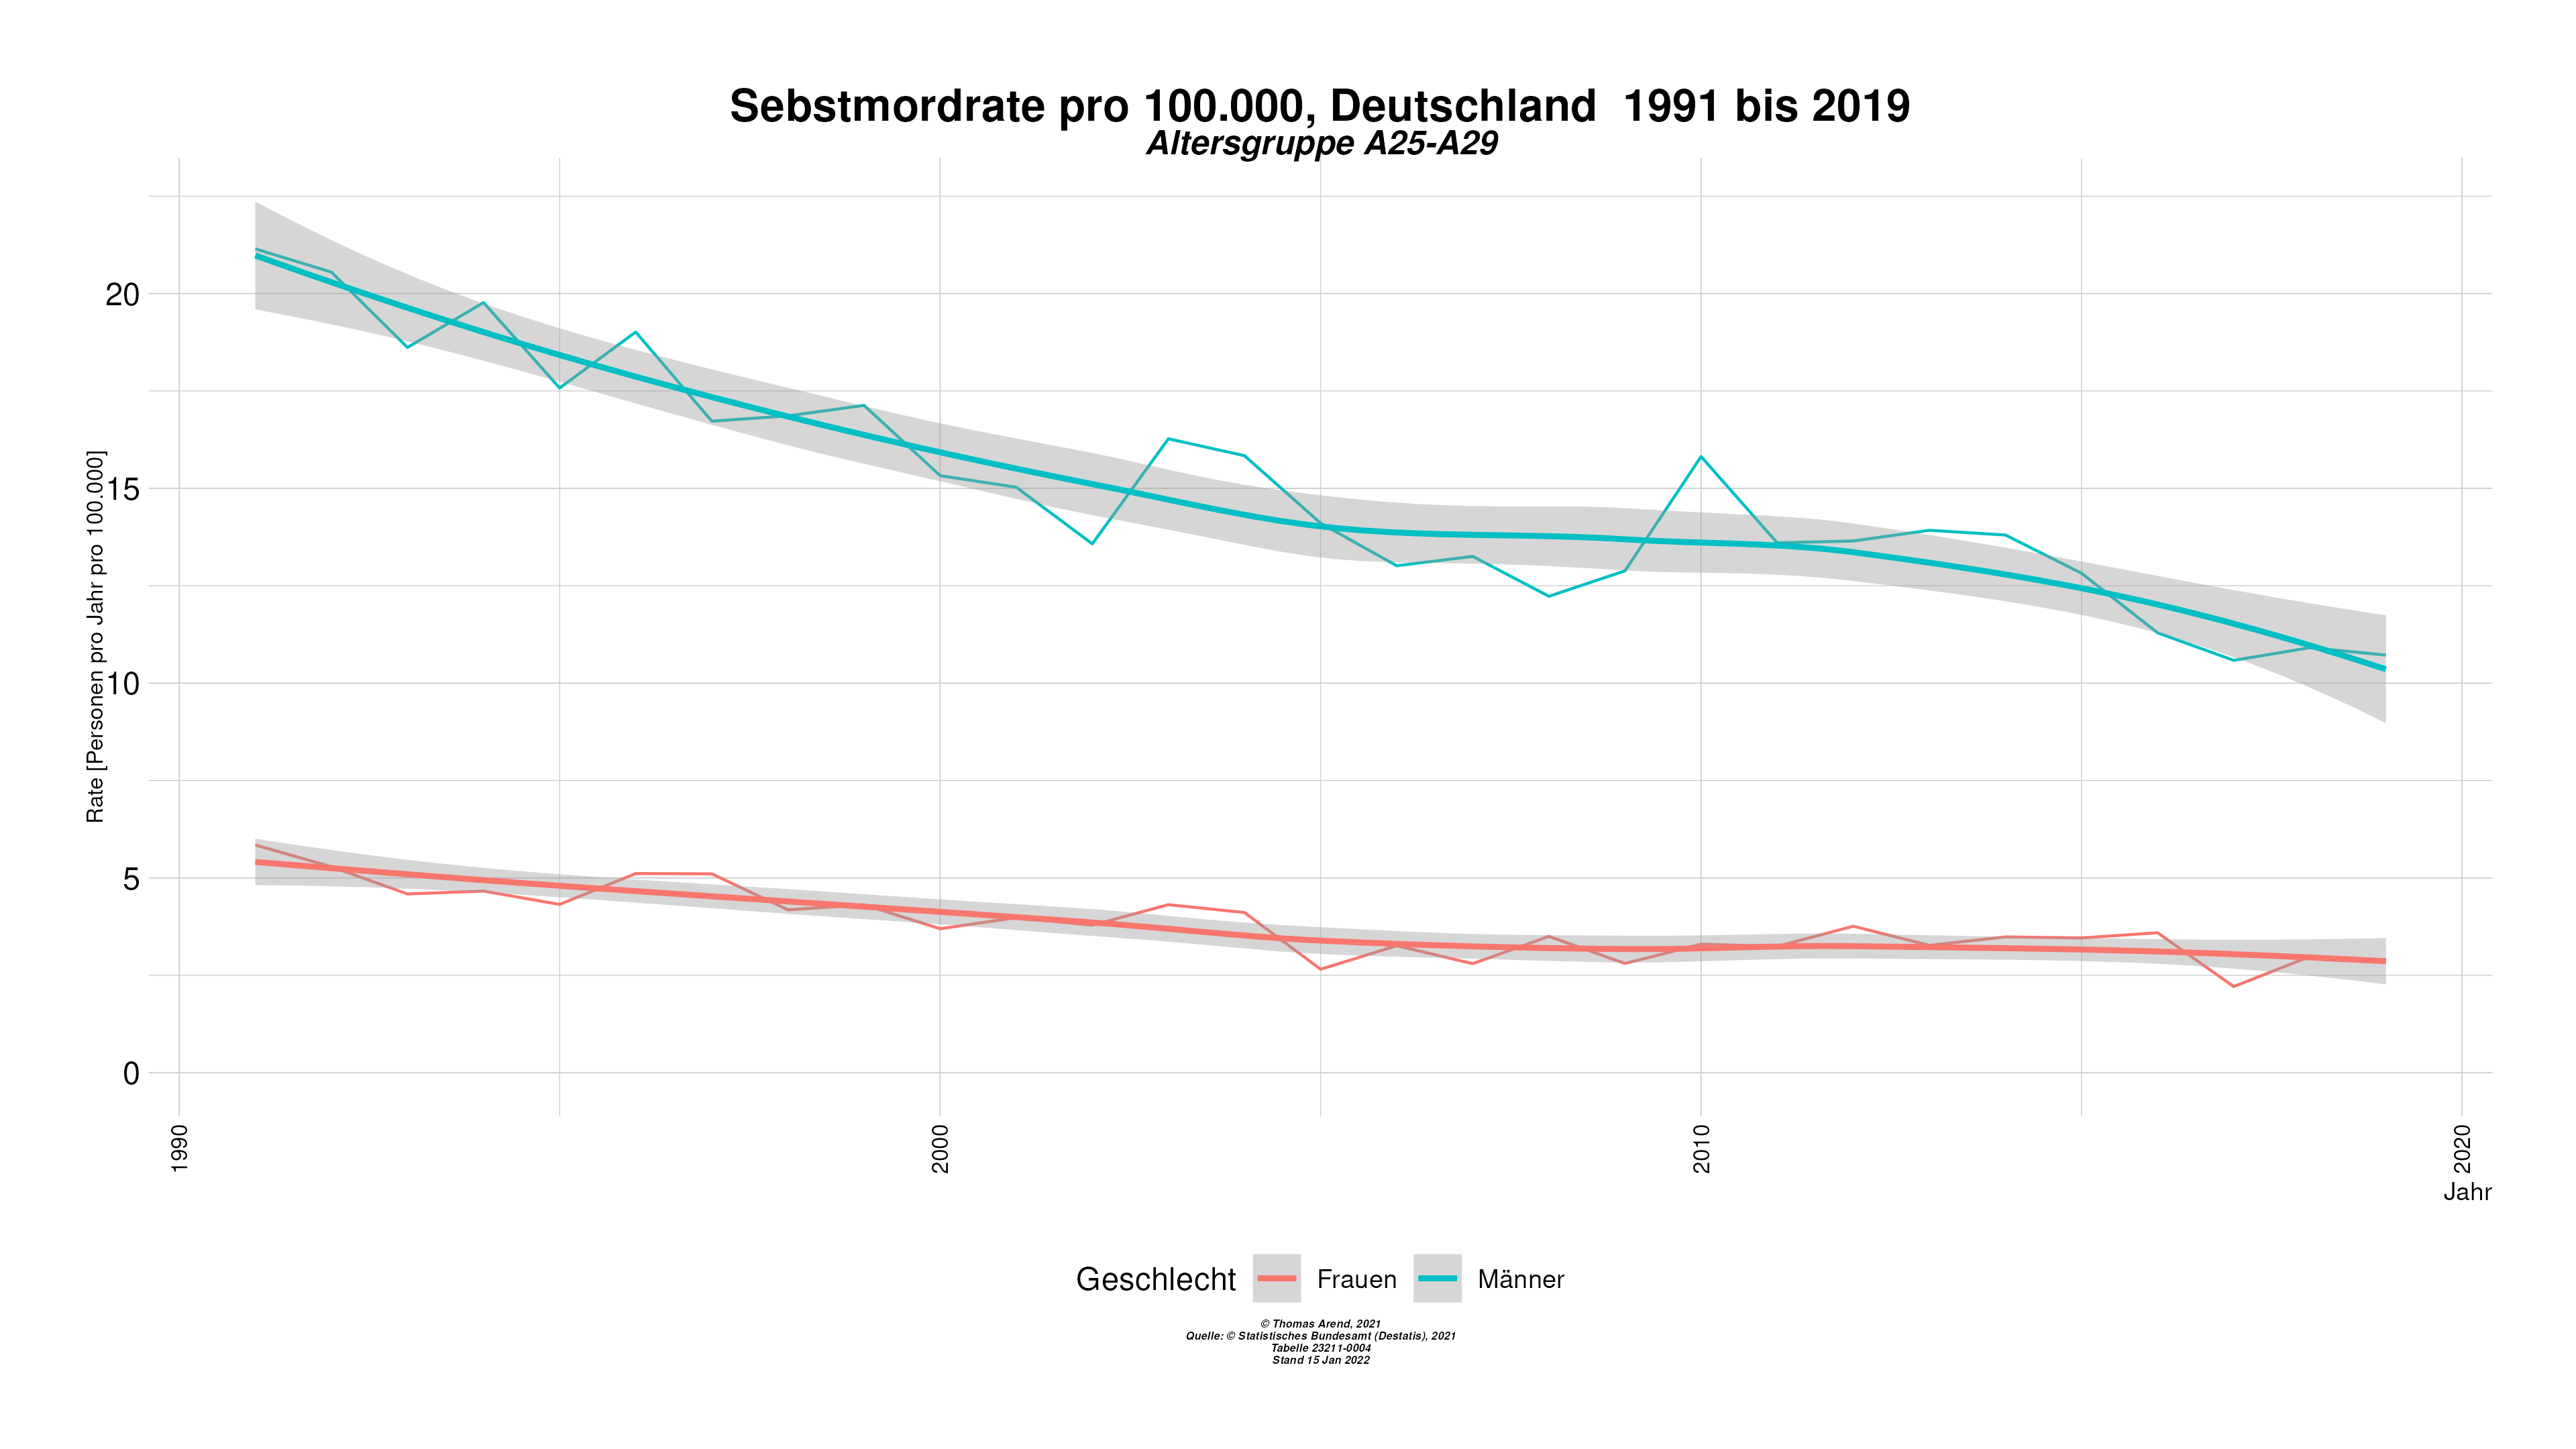 Sebstmordrate pro 100.000, Deutschland  1991 bis 2019
Altersgruppe A25-A29
Rate [Personen pro Jahr pro 100.000]
20
15
10
5
0
1990
2000
2010
2020
Jahr
Geschlecht Frauen Männer
© Thomas Arend, 2021
Quelle: © Statistisches Bundesamt (Destatis), 2021
Tabelle 23211-0004
Stand 15 Jan 2022